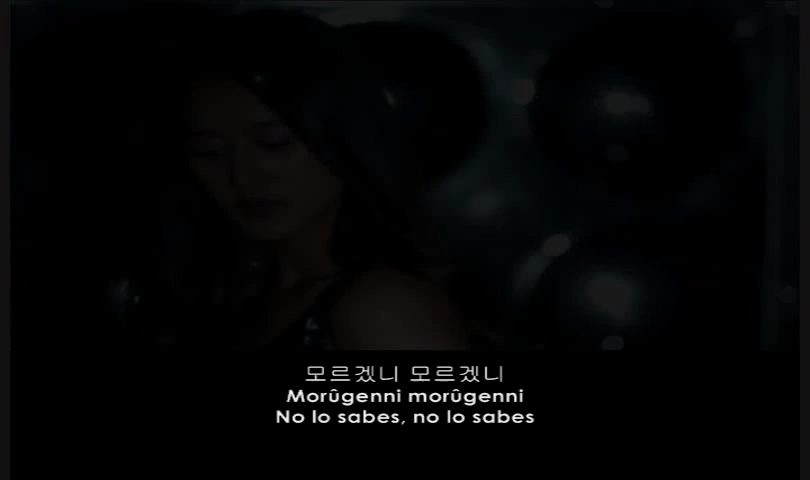 모르겠니 모르겠니
Morûgenni morûgenni
No lo sabes, no lo sabes